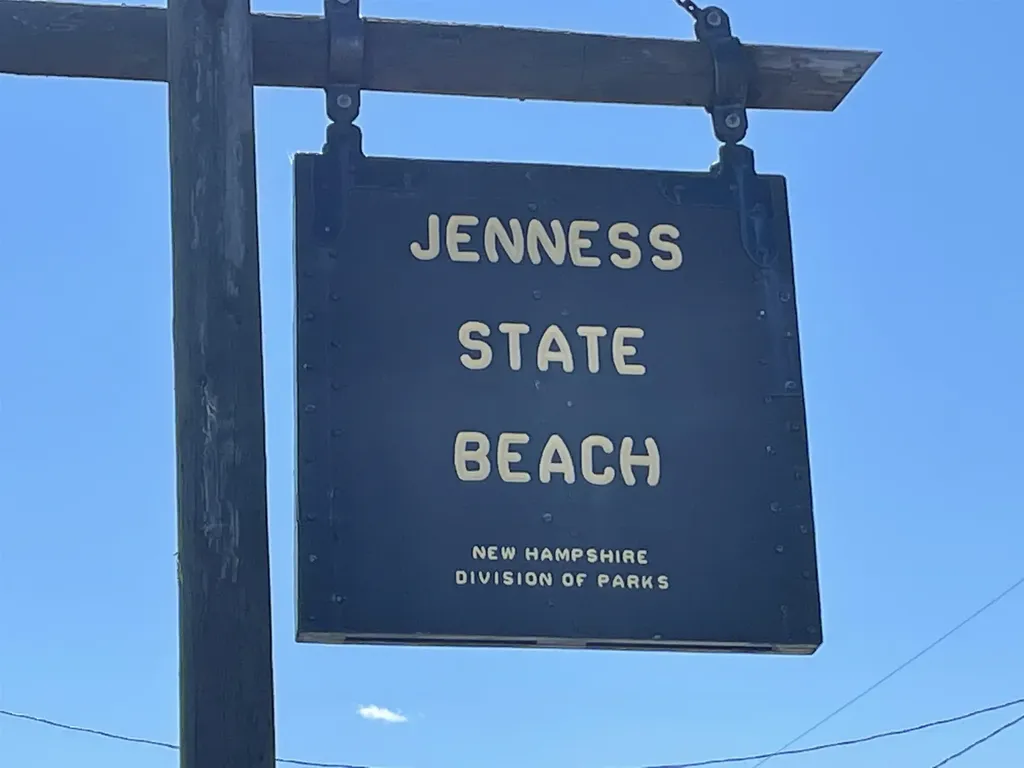 JENNESS
STATE
BEACH
NEW HAMPSHIRE
DIVISION OF PARKS